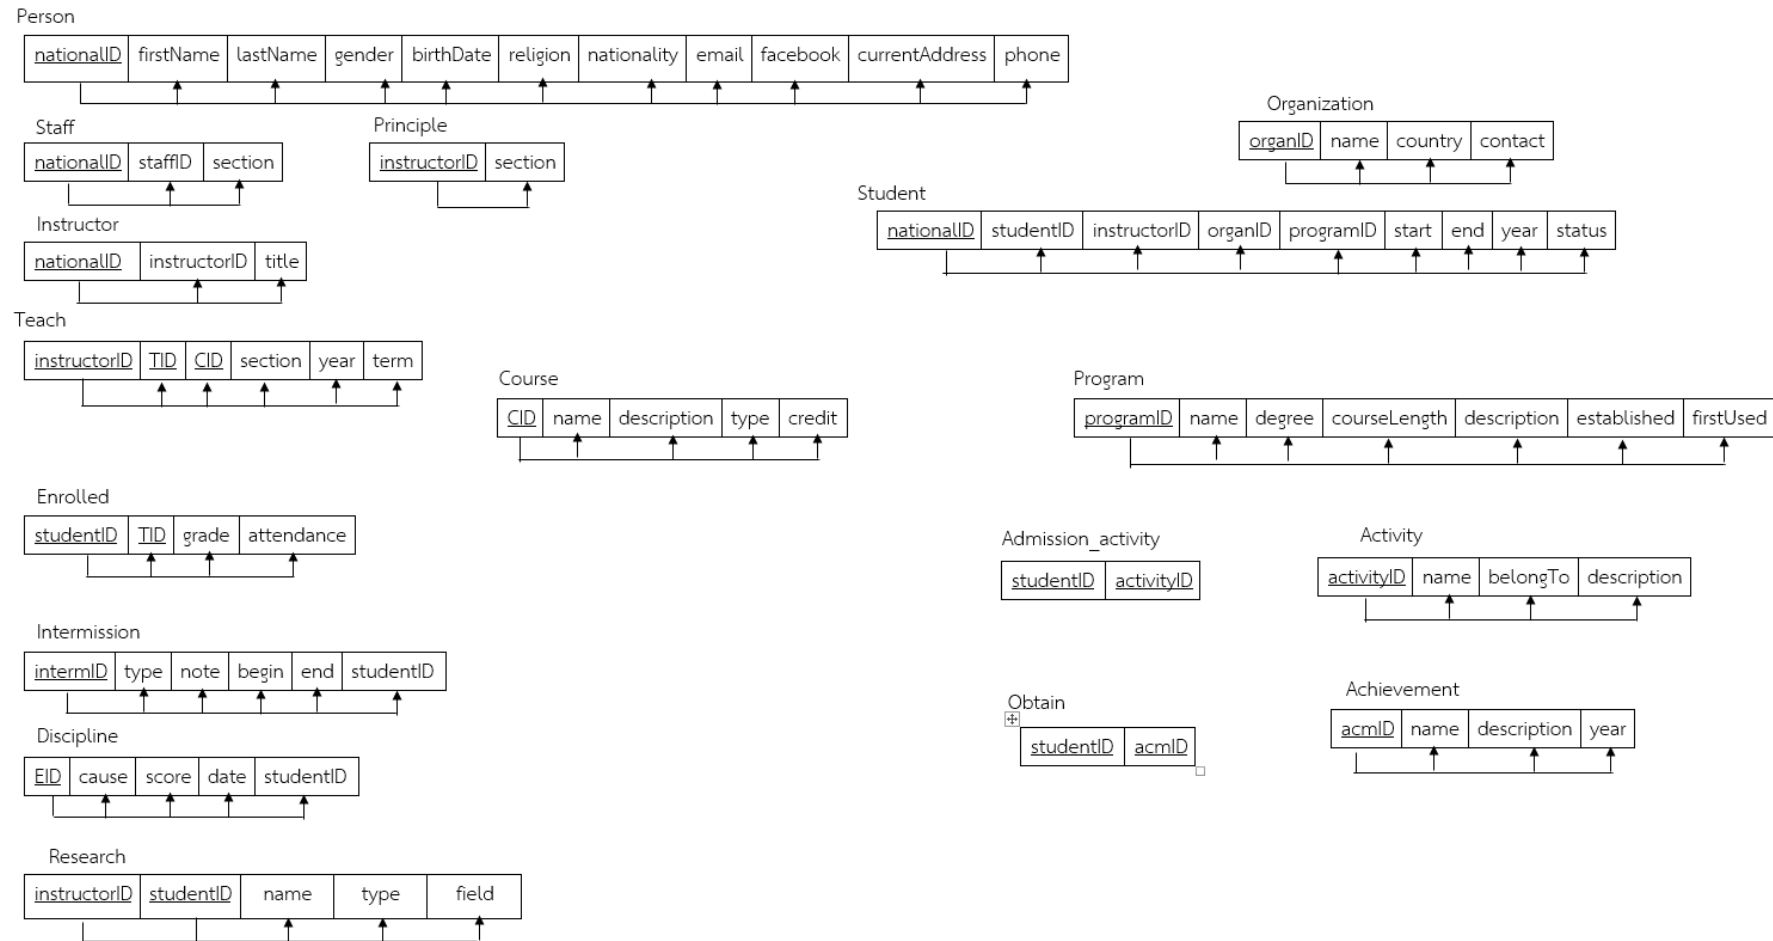 Person
nationalID firstName lastName gender birthDate religion nationality email facebook currentAddress phone
Organization
organID name country contact
Staff
nationalID staffID section
Principle
instructorID section
Student
nationalID studentID instructorID organID programID start end year status
Instructor
nationalID instructorID title
Teach
instructorID TID CID section year term
Course
CID name description type credit
Program
programID name degree courseLength description established firstUsed
Enrolled
studentID TID grade attendance
Admission_activity
studentID activityID
Activity
activityID name belongTo description
Intermission
intermID type note begin end studentID
Obtain
studentID acmID
Achievement
acmID name description year
Discipline
EID cause score date studentID
Research
instructorID studentID name type field